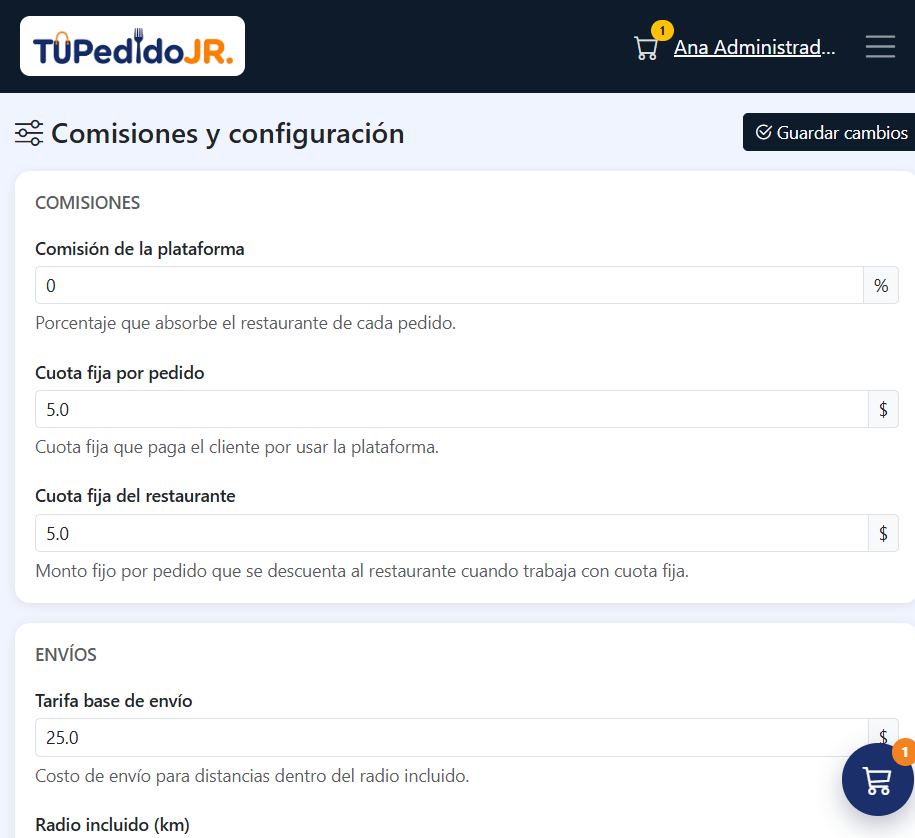 TUPedidoJR.
1
Ana Administrad...
Comisiones y configuración
Guardar cambios
COMISIONES
Comisión de la plataforma
0 %
Porcentaje que absorbe el restaurante de cada pedido.
Cuota fija por pedido
5.0 $
Cuota fija que paga el cliente por usar la plataforma.
Cuota fija del restaurante
5.0 $
Monto fijo por pedido que se descuenta al restaurante cuando trabaja con cuota fija.
ENVÍOS
Tarifa base de envío
25.0 $
1
Costo de envío para distancias dentro del radio incluido.
Radio incluido (km)